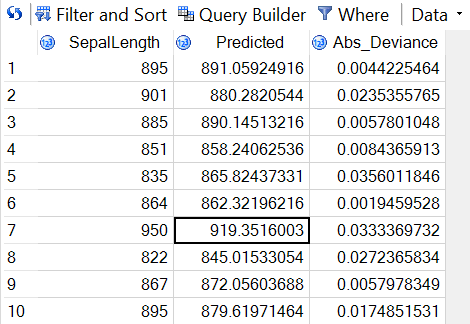 Filter and Sort Query Builder Where Data
SepalLength Predicted Abs_Deviance
1 895 891.05924916 0.0044225464
2 901 880.2820544 0.0235355765
3 885 890.14513216 0.0057801048
4 851 858.24062536 0.0084365913
5 835 865.82437331 0.0356011846
6 864 862.32196216 0.0019459528
7 950 919.3516003 0.0333369732
8 822 845.01533054 0.0272365834
9 867 872.05603688 0.0057978349
10 895 879.61971464 0.0174851531